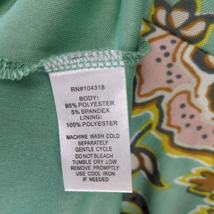 RN#104318
BODY:
95% POLYESTER
5% SPANDEX
LINING:
100% POLYESTER
MACHINE WASH COLD
SEPARATELY
GENTLE CYCLE
DO NOT BLEACH
TUMBLE DRY LOW
REMOVE PROMPTLY
USE COOL IRON
IF NEEDED